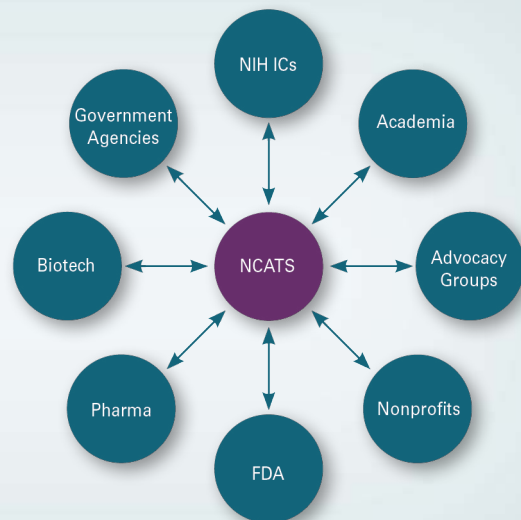 NIH ICs
Government
Agencies
Academia
Biotech
NCATS
Advocacy
Groups
Pharma
Nonprofits
FDA